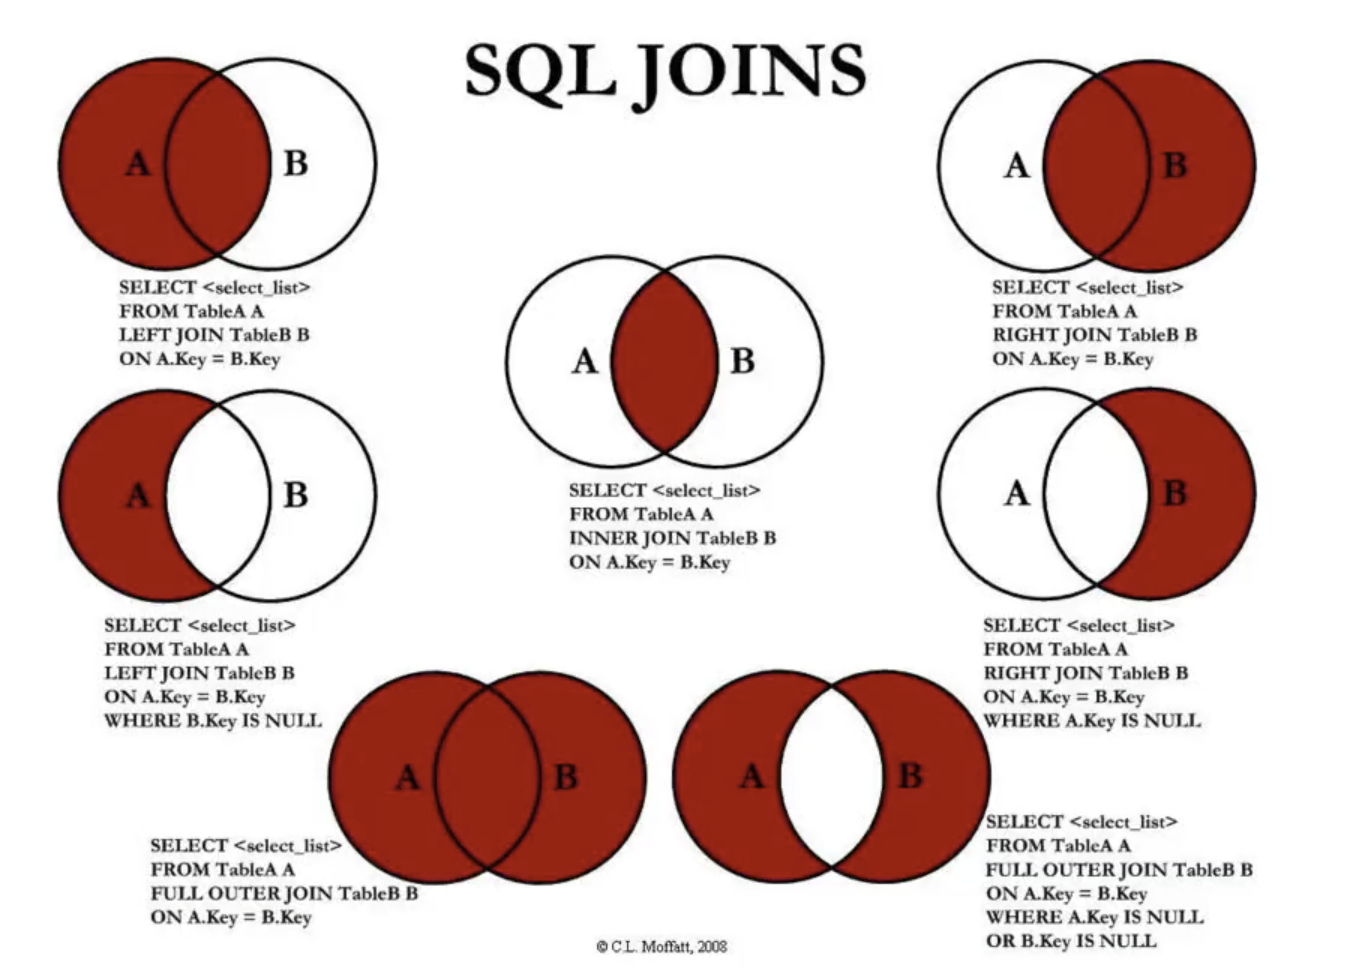 SQL JOINS
A B
SELECT <select_list>
FROM TableA A
LEFT JOIN TableB B
ON A.Key = B.Key
A B
SELECT <select_list>
FROM TableA A
RIGHT JOIN TableB B
ON A.Key = B.Key
A B
SELECT <select_list>
FROM TableA A
INNER JOIN TableB B
ON A.Key = B.Key
A B
SELECT <select_list>
FROM TableA A
LEFT JOIN TableB B
ON A.Key = B.Key
WHERE B.Key IS NULL
A B
SELECT <select_list>
FROM TableA A
RIGHT JOIN TableB B
ON A.Key = B.Key
WHERE A.Key IS NULL
A B
SELECT <select_list>
FROM TableA A
FULL OUTER JOIN TableB B
ON A.Key = B.Key
A B
SELECT <select_list>
FROM TableA A
FULL OUTER JOIN TableB B
ON A.Key = B.Key
WHERE A.Key IS NULL
OR B.Key IS NULL
© C.L. Moffatt, 2008